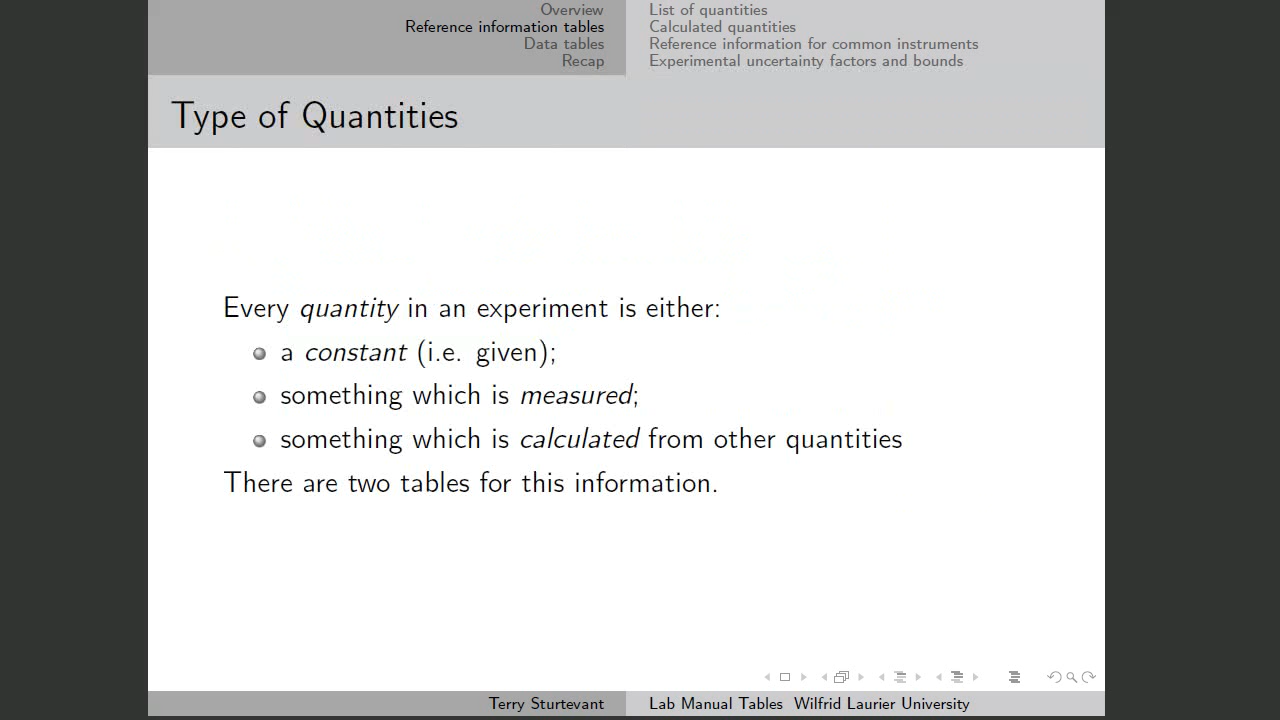 Overview
Reference information tables
Data tables
Recap
List of quantities
Calculated quantities
Reference information for common instruments
Experimental uncertainty factors and bounds
Type of Quantities
Every quantity in an experiment is either:
a constant (i.e. given);
something which is measured;
something which is calculated from other quantities
There are two tables for this information.
Terry Sturtevant
Lab Manual Tables Wilfrid Laurier University